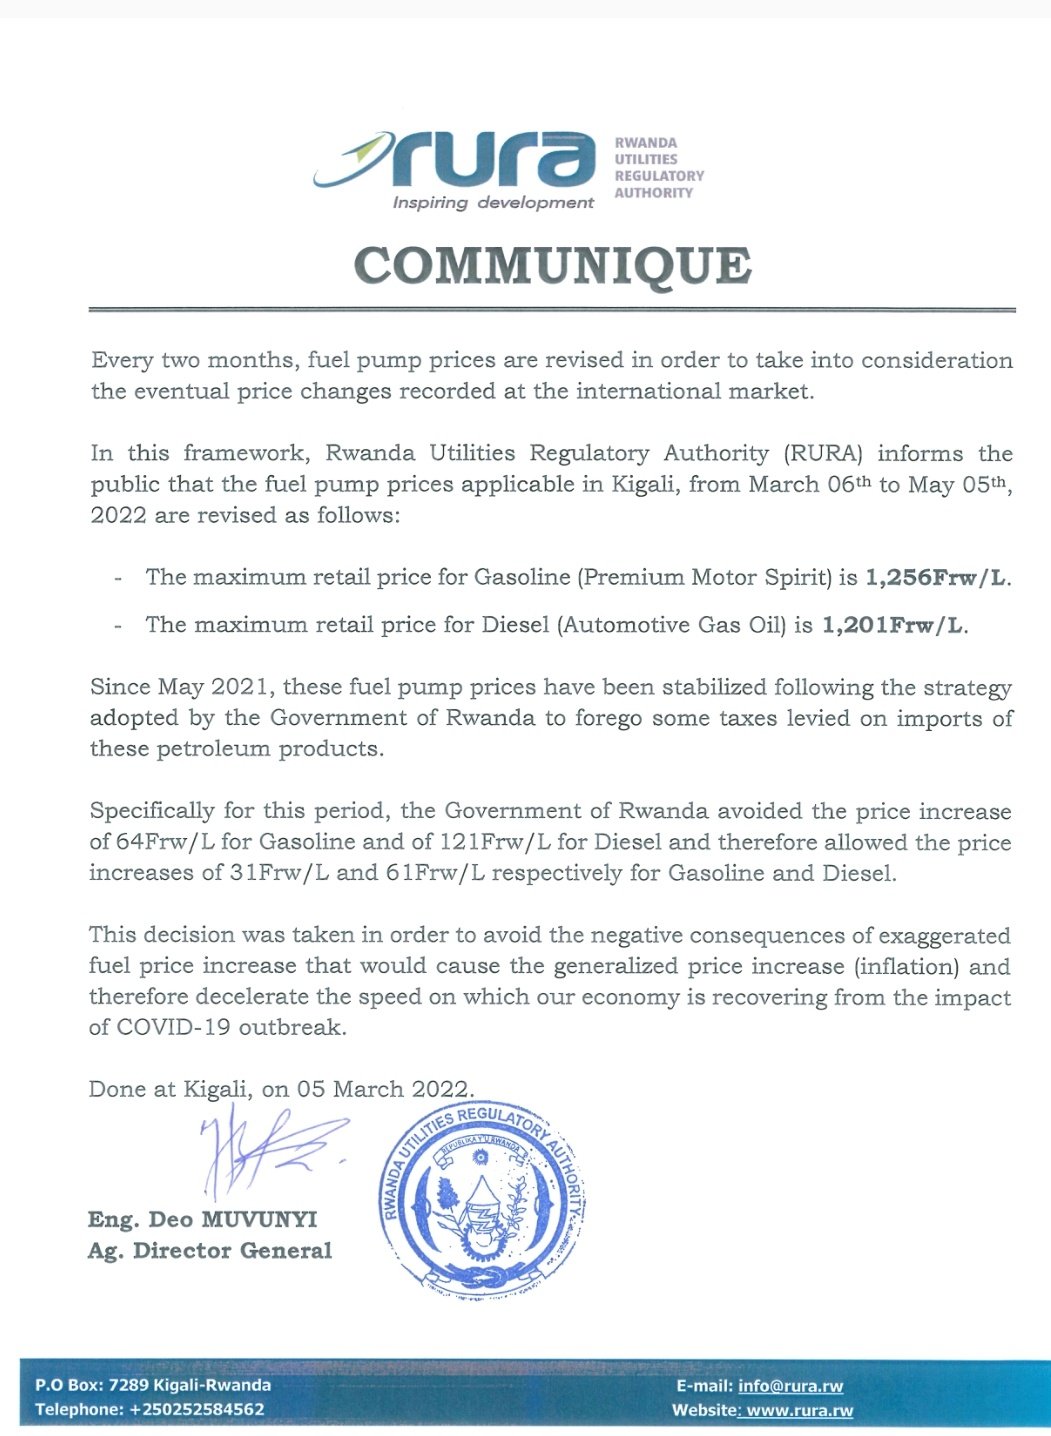 rura
Inspiring development
RWANDA
UTILITIES
REGULATORY
AUTHORITY
COMMUNIQUE
Every two months, fuel pump prices are revised in order to take into consideration
the eventual price changes recorded at the international market.
In this framework, Rwanda Utilities Regulatory Authority (RURA) informs the
public that the fuel pump prices applicable in Kigali, from March 06th to May 05th,
2022 are revised as follows:
- The maximum retail price for Gasoline (Premium Motor Spirit) is 1,256Frw/L.
- The maximum retail price for Diesel (Automotive Gas Oil) is 1,201Frw/L.
Since May 2021, these fuel pump prices have been stabilized following the strategy
adopted by the Government of Rwanda to forego some taxes levied on imports of
these petroleum products.
Specifically for this period, the Government of Rwanda avoided the price increase
of 64Frw/L for Gasoline and of 121Frw/L for Diesel and therefore allowed the price
increases of 31Frw/L and 61Frw/L respectively for Gasoline and Diesel.
This decision was taken in order to avoid the negative consequences of exaggerated
fuel price increase that would cause the generalized price increase (inflation) and
therefore decelerate the speed on which our economy is recovering from the impact
of COVID-19 outbreak.
Done at Kigali, on 05 March 2022.
RWANDA UTILITIES REGULATORY AUTHORITY
REPUBLIKA Y'U RWANDA
Eng. Deo MUVUNYI
Ag. Director General
P.O Box: 7289 Kigali-Rwanda
Telephone: +250252584562
E-mail: info@rura.rw
Website: www.rura.rw